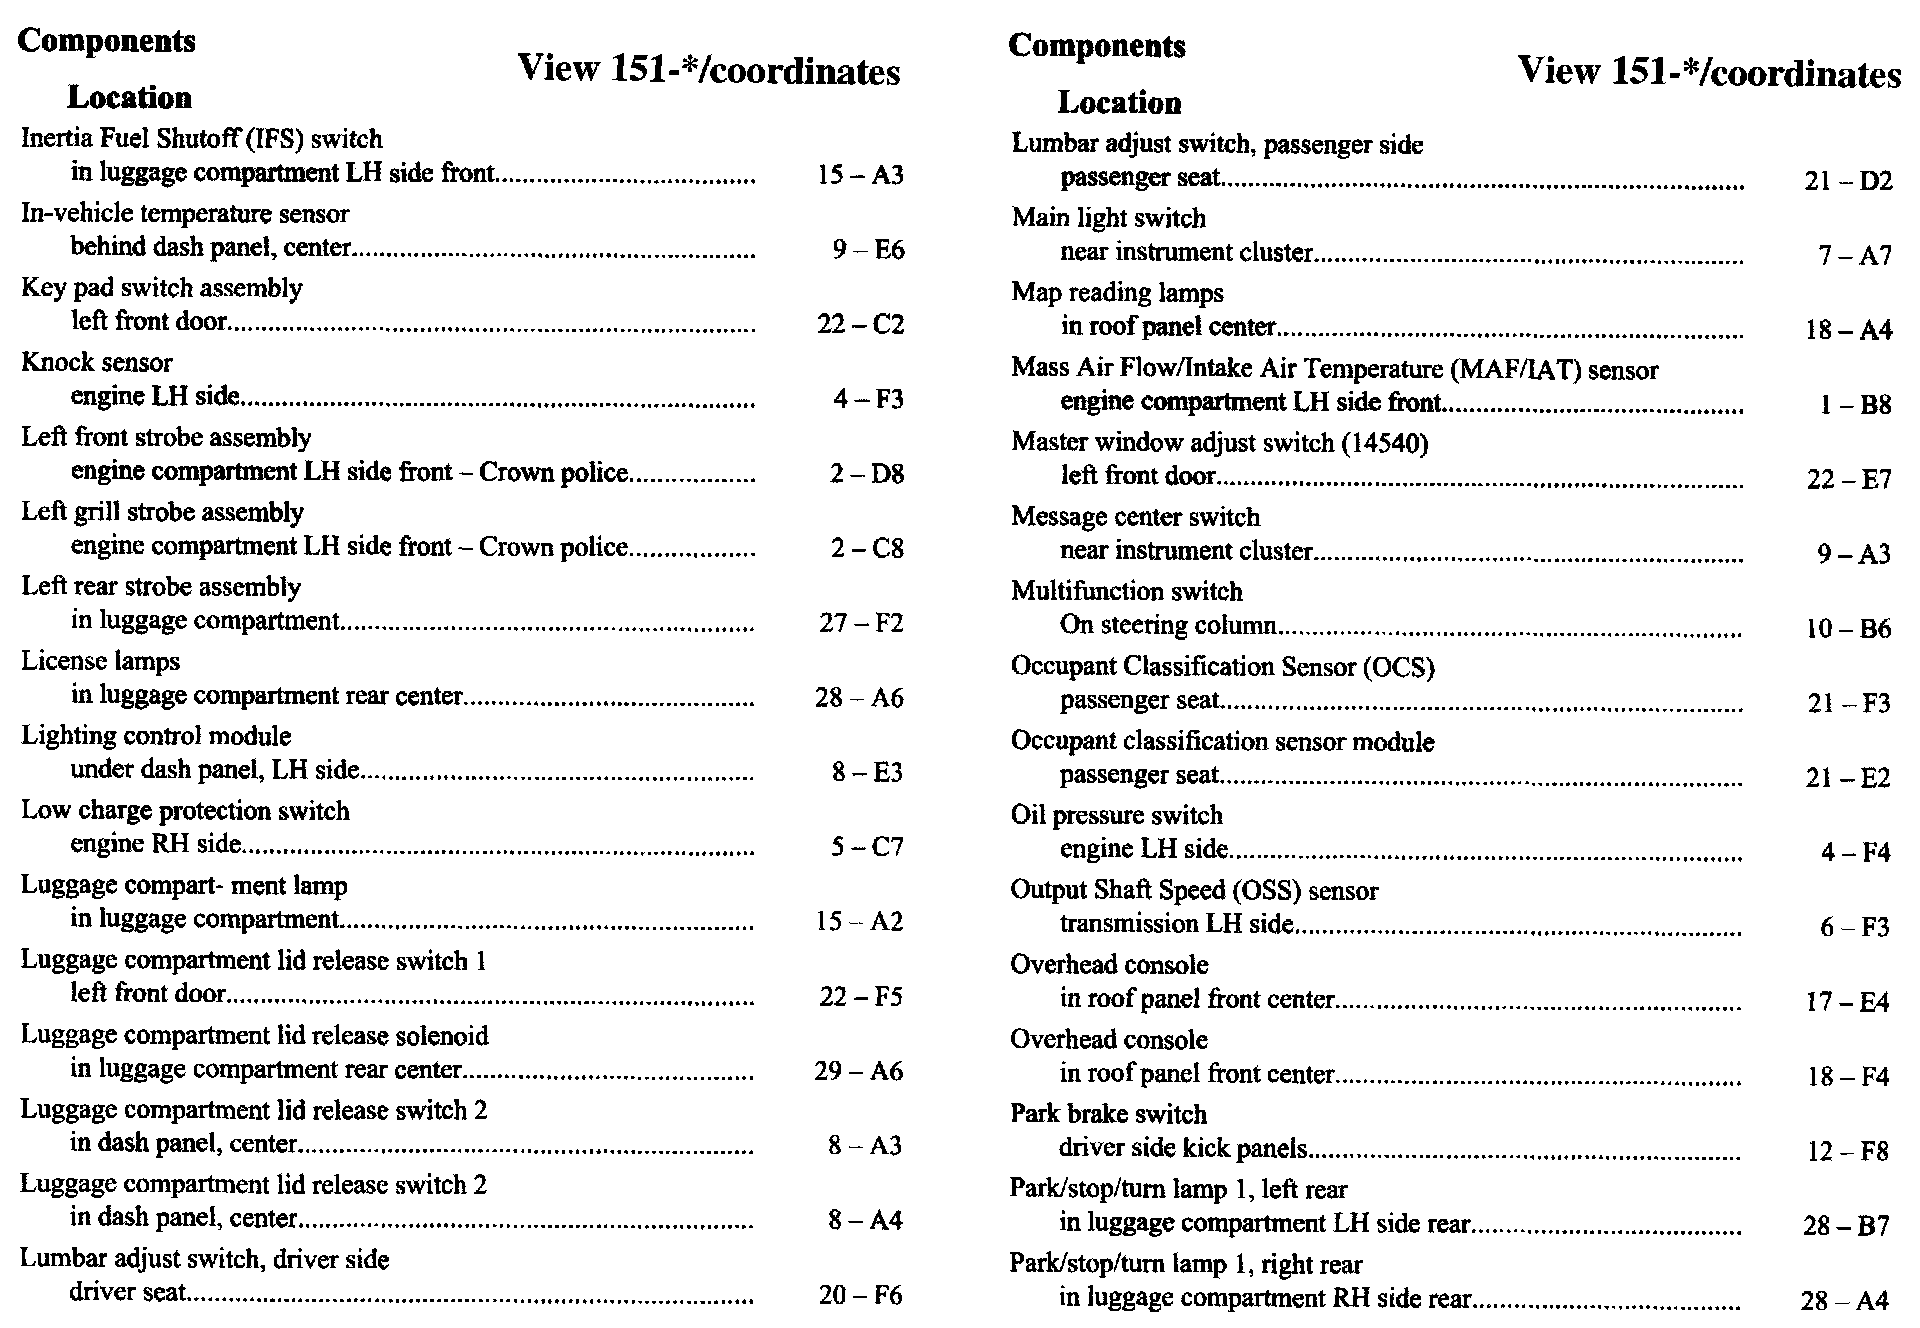 Components
View 151-*/coordinates
Location
Inertia Fuel Shutoff (IFS) switch
in luggage compartment LH side front.................................... 15 – A3
In-vehicle temperature sensor
behind dash panel, center........................................................ 9 – E6
Key pad switch assembly
left front door........................................................................... 22 – C2
Knock sensor
engine LH side......................................................................... 4 – F3
Left front strobe assembly
engine compartment LH side front – Crown police................. 2 – D8
Left grill strobe assembly
engine compartment LH side front – Crown police................. 2 – C8
Left rear strobe assembly
in luggage compartment.......................................................... 27 – F2
License lamps
in luggage compartment rear center........................................ 28 – A6
Lighting control module
under dash panel, LH side....................................................... 8 – E3
Low charge protection switch
engine RH side........................................................................ 5 – C7
Luggage compart- ment lamp
in luggage compartment.......................................................... 15 – A2
Luggage compartment lid release switch 1
left front door........................................................................... 22 – F5
Luggage compartment lid release solenoid
in luggage compartment rear center........................................ 29 – A6
Luggage compartment lid release switch 2
in dash panel, center................................................................ 8 – A3
Luggage compartment lid release switch 2
in dash panel, center................................................................ 8 – A4
Lumbar adjust switch, driver side
driver seat................................................................................ 20 – F6
Components
View 151-*/coordinates
Location
Lumbar adjust switch, passenger side
passenger seat.......................................................................... 21 – D2
Main light switch
near instrument cluster............................................................ 7 – A7
Map reading lamps
in roof panel center.................................................................. 18 – A4
Mass Air Flow/Intake Air Temperature (MAF/IAT) sensor
engine compartment LH side front.......................................... 1 – B8
Master window adjust switch (14540)
left front door........................................................................... 22 – E7
Message center switch
near instrument cluster............................................................ 9 – A3
Multifunction switch
On steering column.................................................................. 10 – B6
Occupant Classification Sensor (OCS)
passenger seat.......................................................................... 21 – F3
Occupant classification sensor module
passenger seat.......................................................................... 21 – E2
Oil pressure switch
engine LH side......................................................................... 4 – F4
Output Shaft Speed (OSS) sensor
transmission LH side............................................................... 6 – F3
Overhead console
in roof panel front center......................................................... 17 – E4
Overhead console
in roof panel front center......................................................... 18 – F4
Park brake switch
driver side kick panels............................................................. 12 – F8
Park/stop/turn lamp 1, left rear
in luggage compartment LH side rear...................................... 28 – B7
Park/stop/turn lamp 1, right rear
in luggage compartment RH side rear...................................... 28 – A4